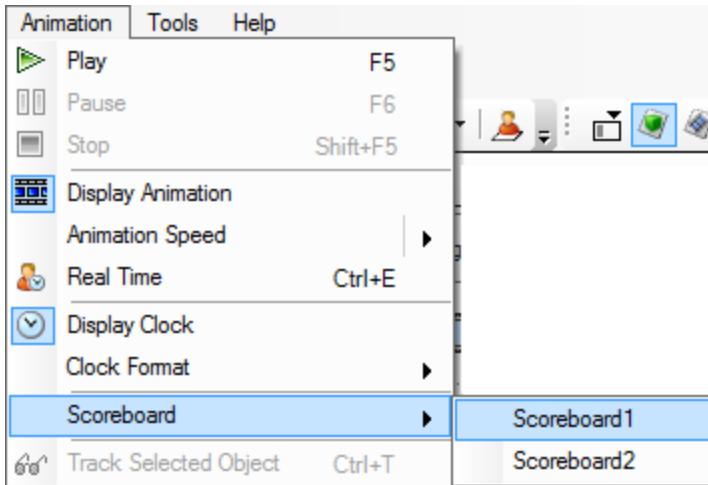 Animation Tools Help
Play F5
Pause F6
Stop Shift+F5
Display Animation
Animation Speed
Real Time Ctrl+E
Display Clock
Clock Format
Scoreboard
Scoreboard1
Scoreboard2
Track Selected Object Ctrl+T